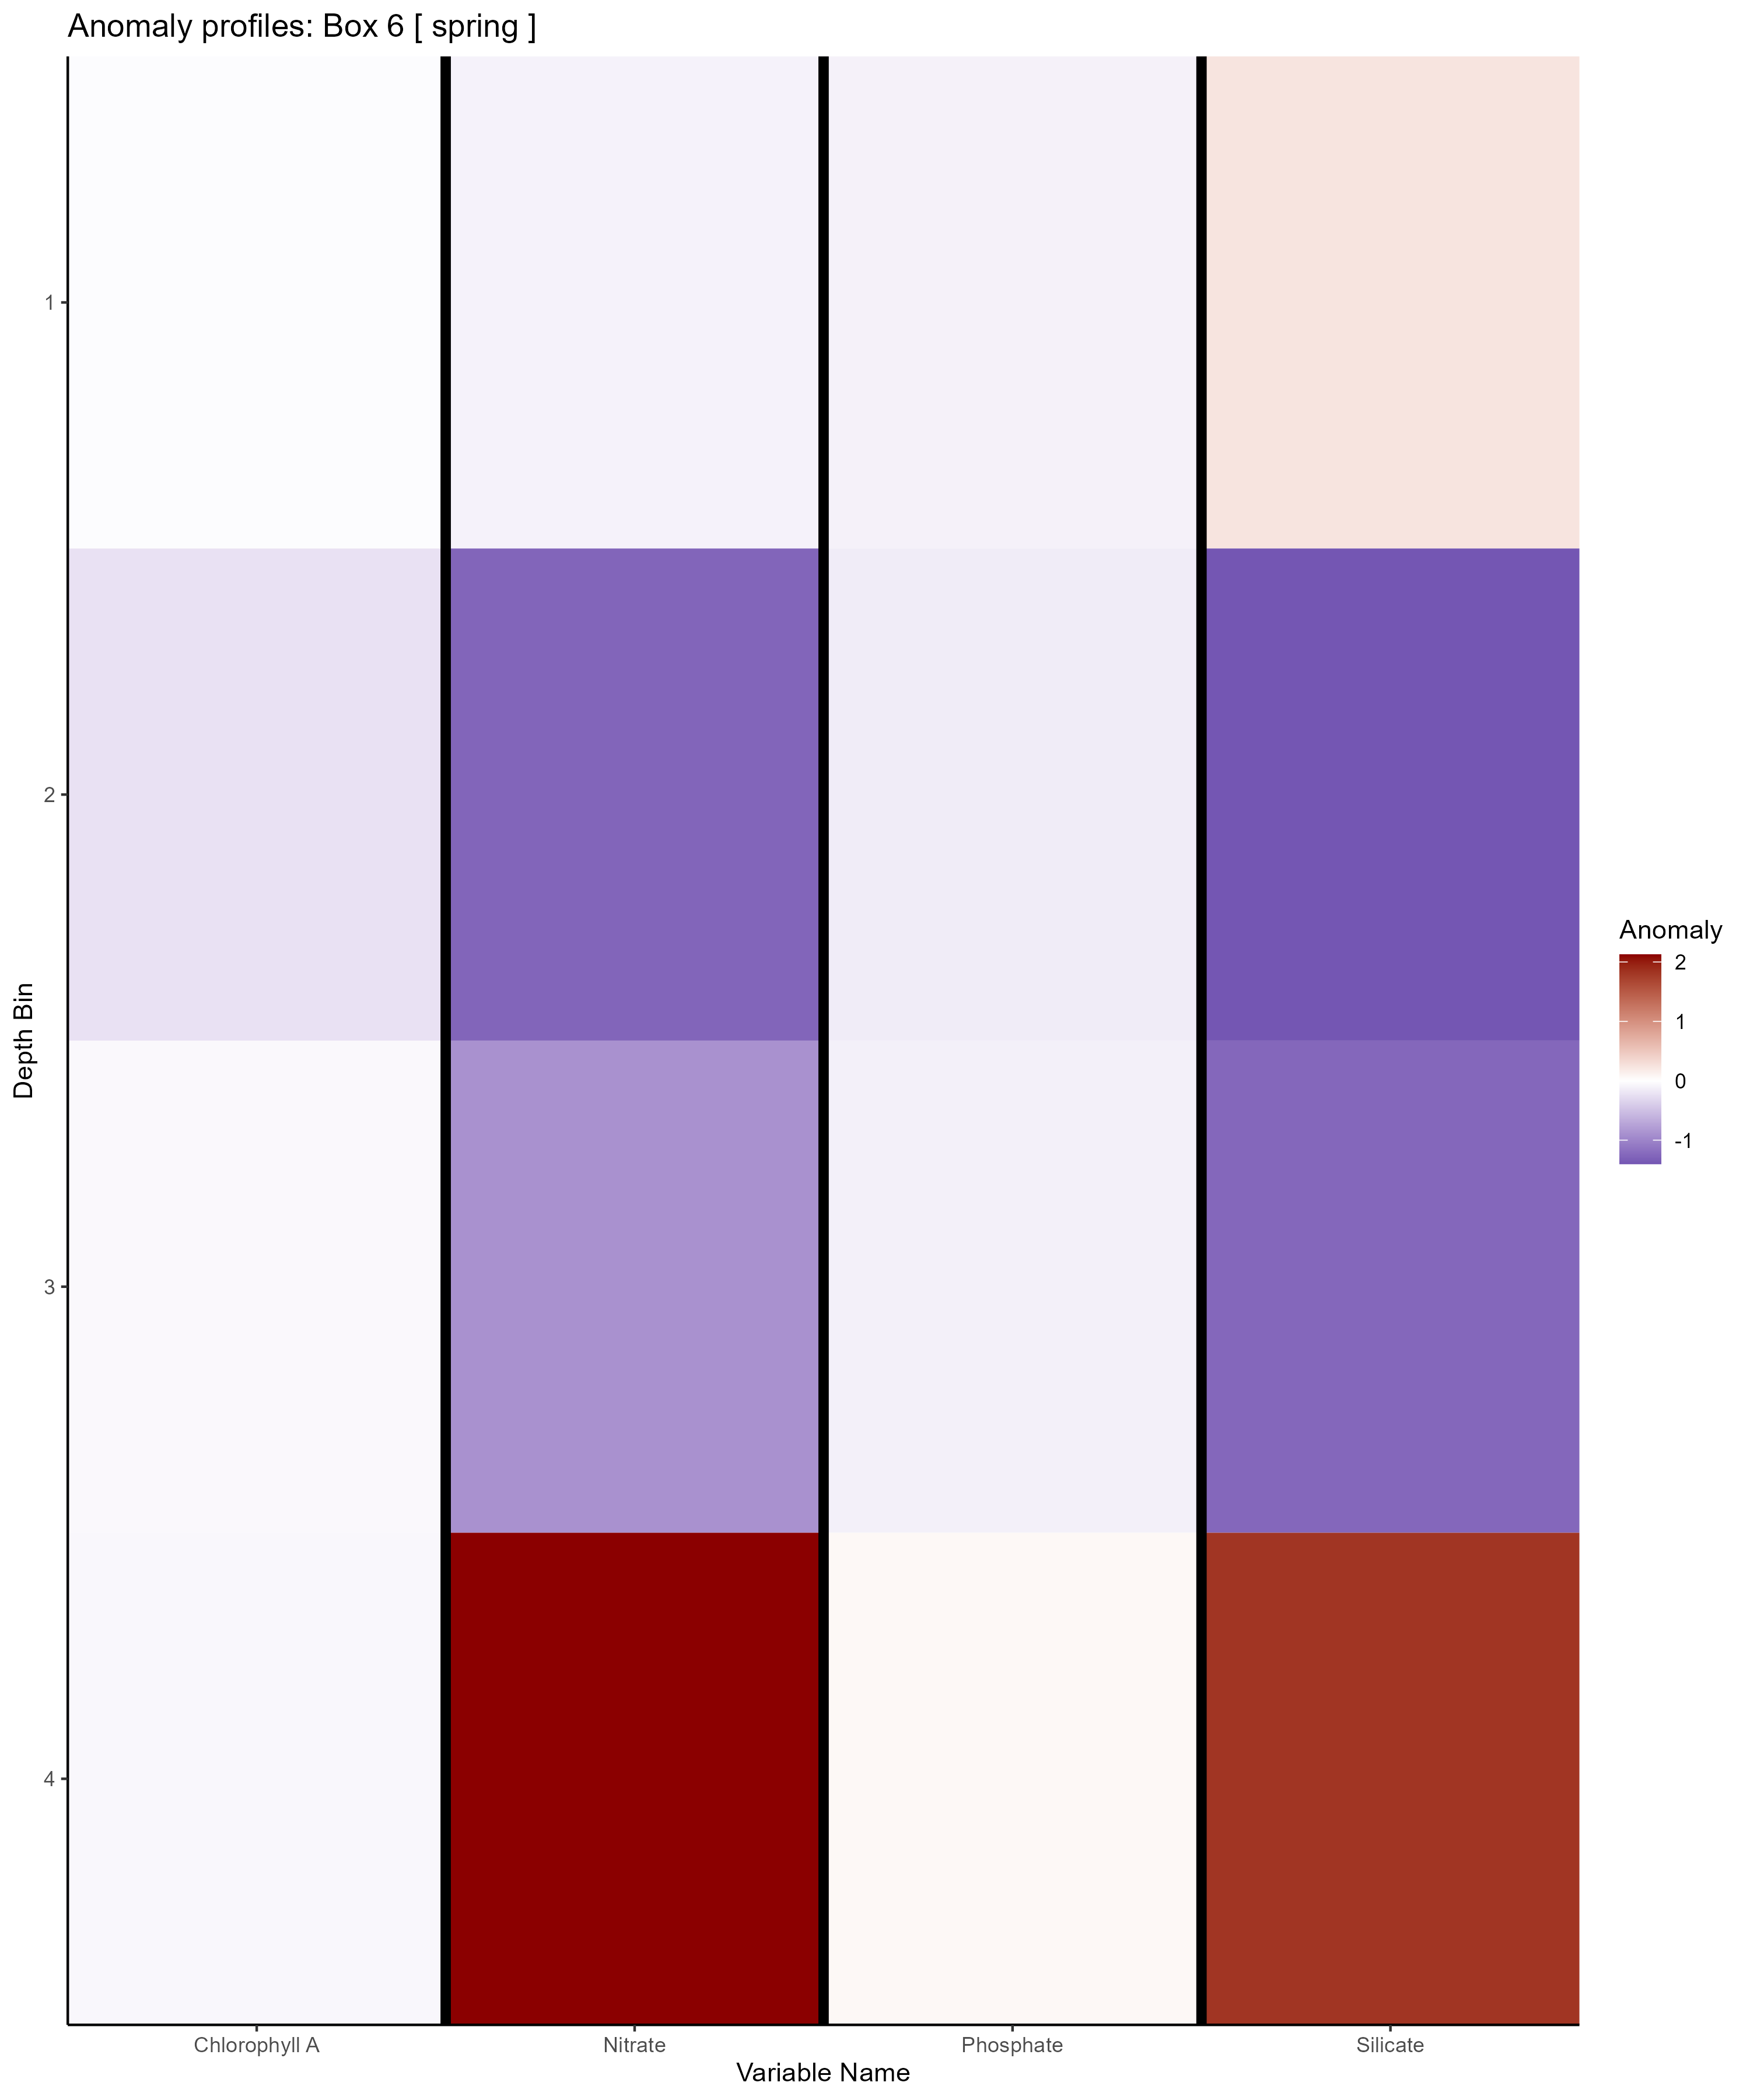 Anomaly profiles: Box 6 [ spring ]
1
2
3
4
Depth Bin
Chlorophyll A
Nitrate
Phosphate
Silicate
Variable Name
Anomaly
2
1
0
-1